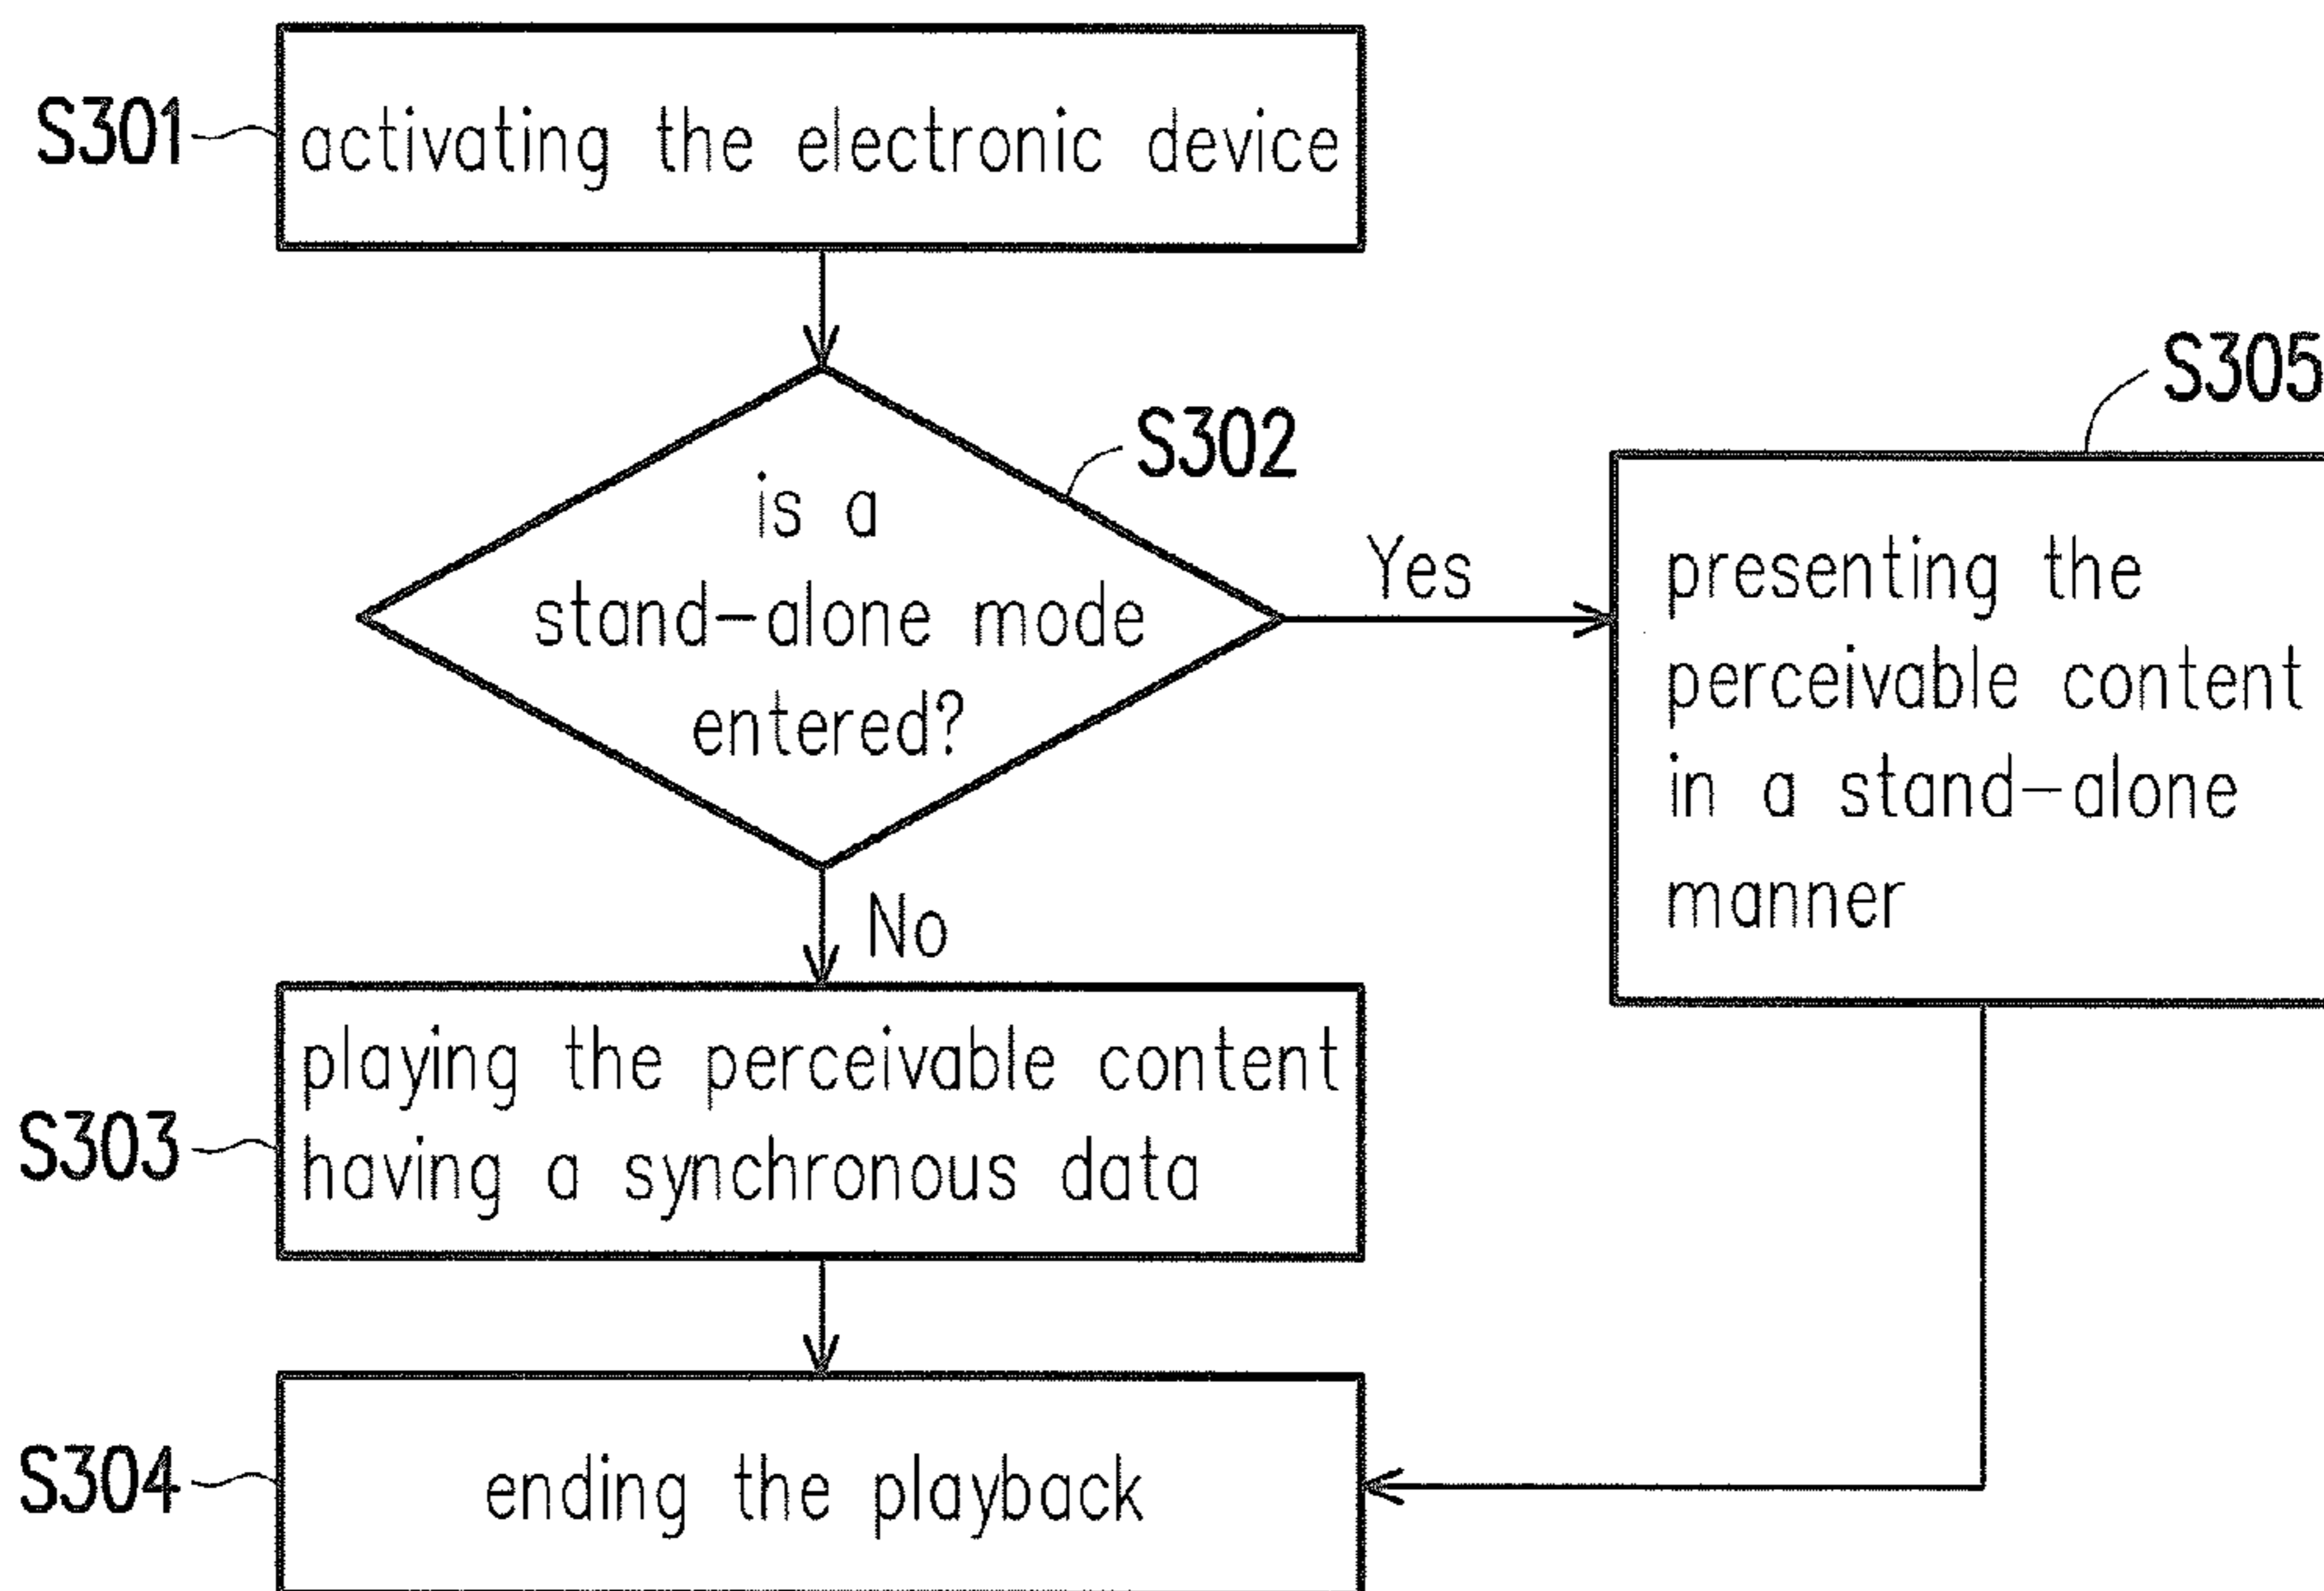 S301
activating the electronic device
S302
is a
stand-alone mode
entered?
Yes
S305
presenting the
perceivable content
in a stand-alone
manner
No
S303
playing the perceivable content
having a synchronous data
S304
ending the playback